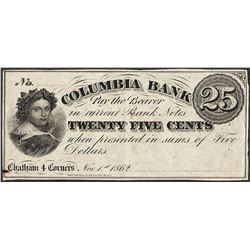 No.
COLUMBIA BANK
Pay the Bearer
25
in current Bank Notes
TWENTY FIVE CENTS
when presented in sums of Five
Dollars.
Chatham 4 Corners Nov. 1st 1862.